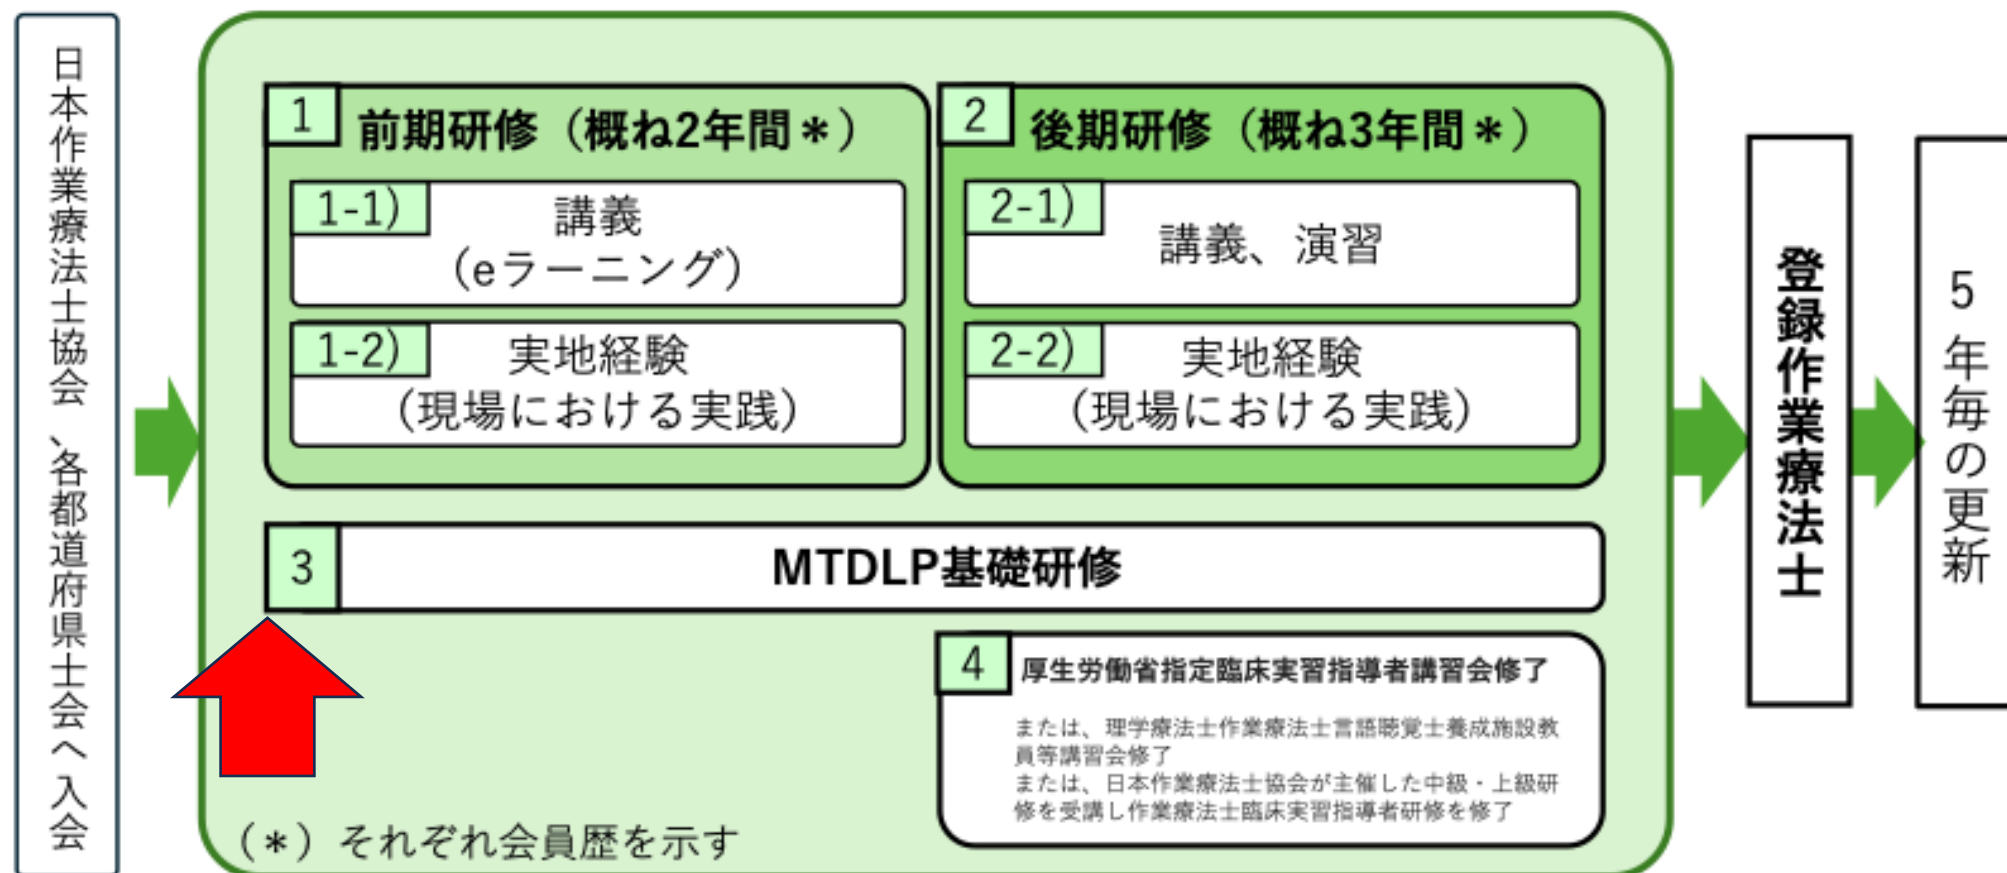 日本作業療法士協会、各都道府県士会へ入会
1
前期研修（概ね2年間＊）
1-1）
講義
（eラーニング）
1-2）
実地経験
（現場における実践）
2
後期研修（概ね3年間＊）
2-1）
講義、演習
2-2）
実地経験
（現場における実践）
3
MTDLP基礎研修
4
厚生労働省指定臨床実習指導者講習会修了
または、理学療法士作業療法士言語聴覚士養成施設教
員等講習会修了
または、日本作業療法士協会が主催した中級・上級研
修を受講し作業療法士臨床実習指導者研修を修了
（＊）それぞれ会員歴を示す
登録作業療法士
5年毎の更新